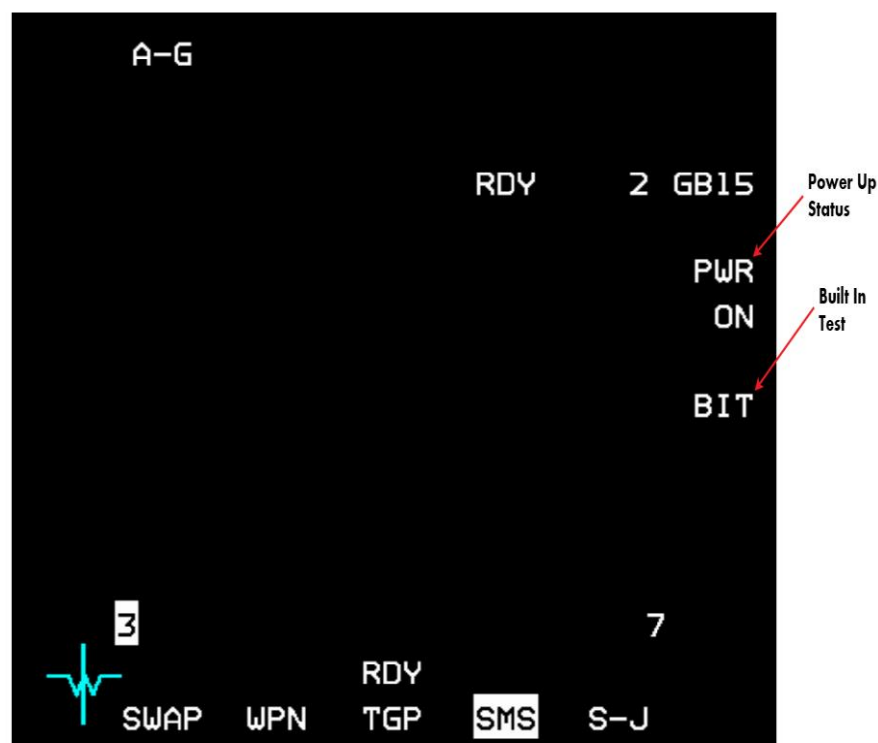 A-G
RDY 2 GB15
Power Up
Status
PWR
ON
Built In
Test
BIT
3 7
RDY
SWAP WPN TGP SMS S-J